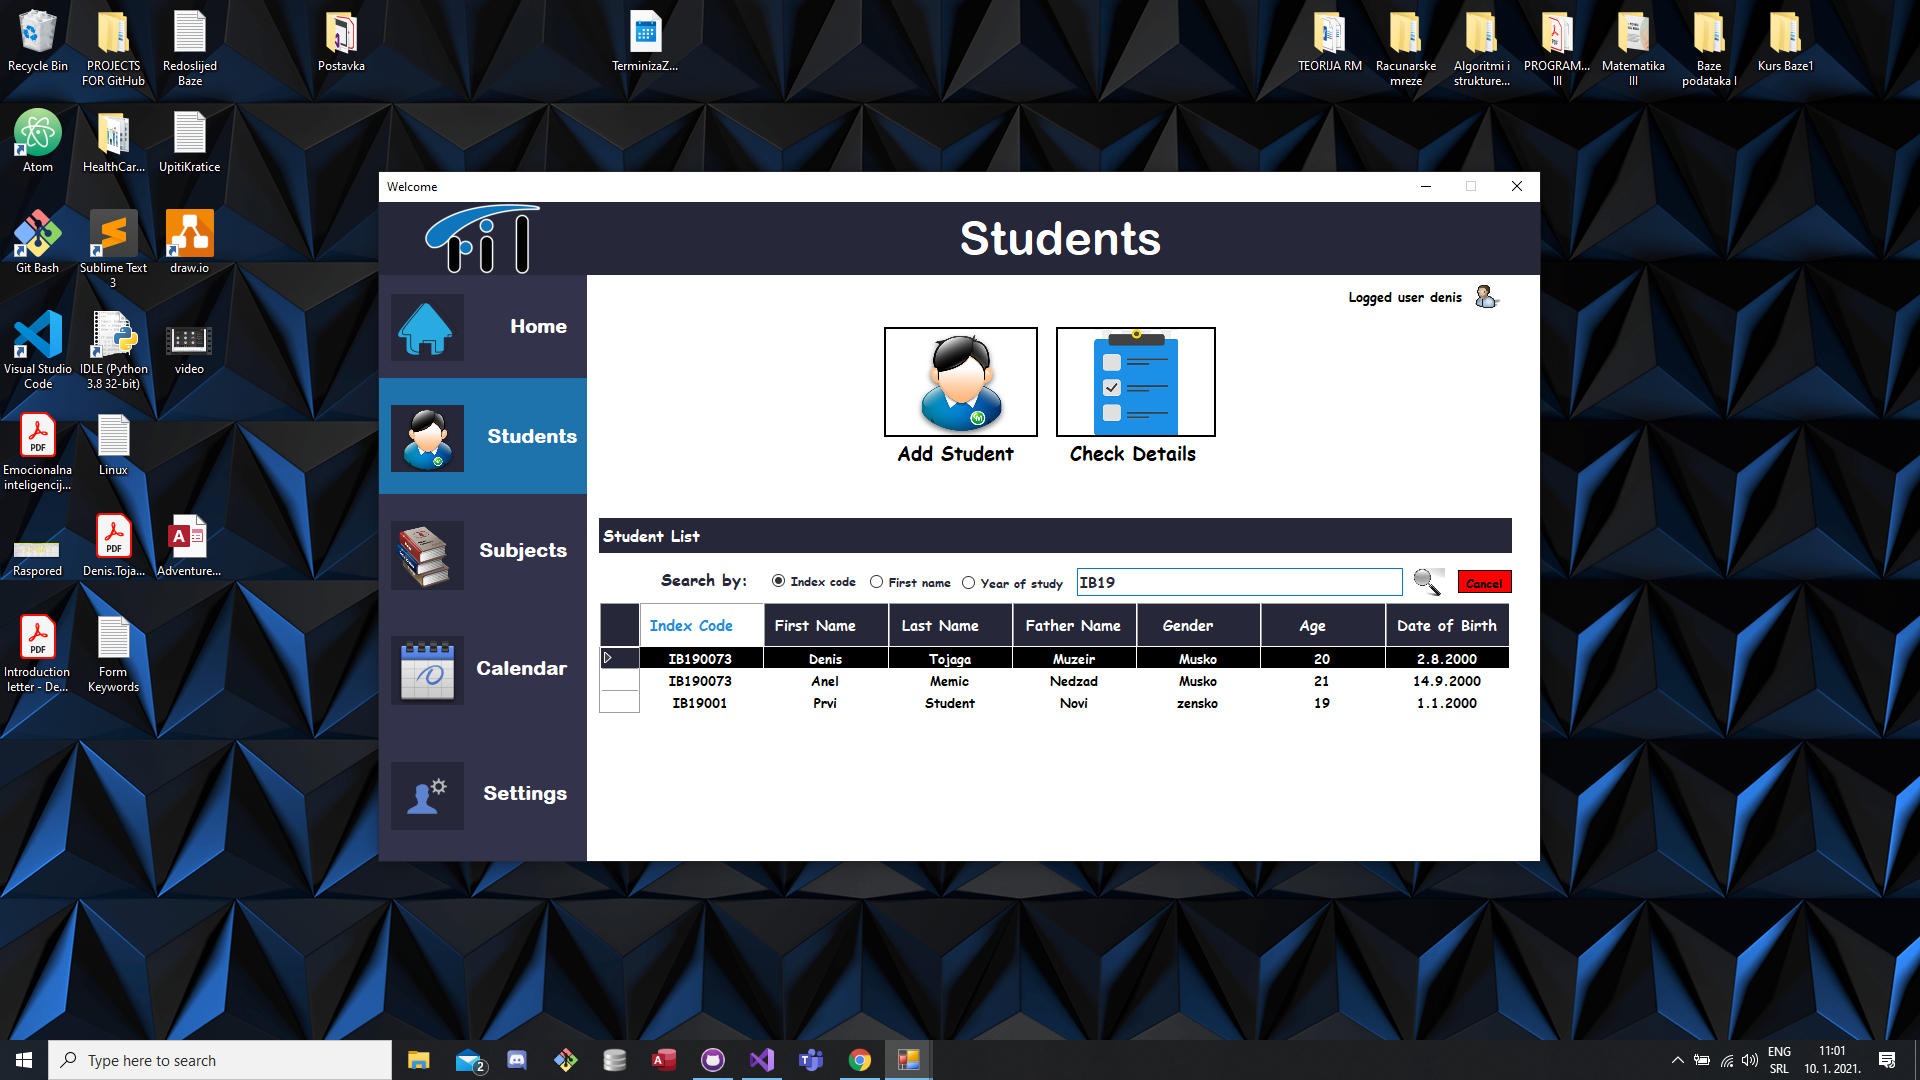 Recycle Bin
PROJECTS FOR GitHub
Redoslijed Baze
Postavka
TerminizaZ...
TEORIJA RM
Racunarske mreze
Algoritmi i strukture...
PROGRAM... III
Matematika III
Baze podataka I
Kurs Baze1
Atom
HealthCar...
UpitiKratice
Git Bash
Sublime Text 3
draw.io
Visual Studio Code
IDLE (Python 3.8 32-bit)
video
PDF
Emocionalna inteligencij...
Linux
Raspored
PDF
Denis.Toja...
Adventure...
PDF
Introduction letter - De...
Form Keywords
Welcome
FIT
Students
Home
Students
Subjects
Calendar
Settings
Logged user denis
Add Student
Check Details
Student List
Search by: Index code First name Year of study IB19 Cancel
Index Code First Name Last Name Father Name Gender Age Date of Birth
IB190073 Denis Tojaga Muzeir Musko 20 2.8.2000
IB190073 Anel Memic Nedzad Musko 21 14.9.2000
IB19001 Prvi Student Novi zensko 19 1.1.2000
Type here to search
2
ENG
SRL
11:01
10. 1. 2021.